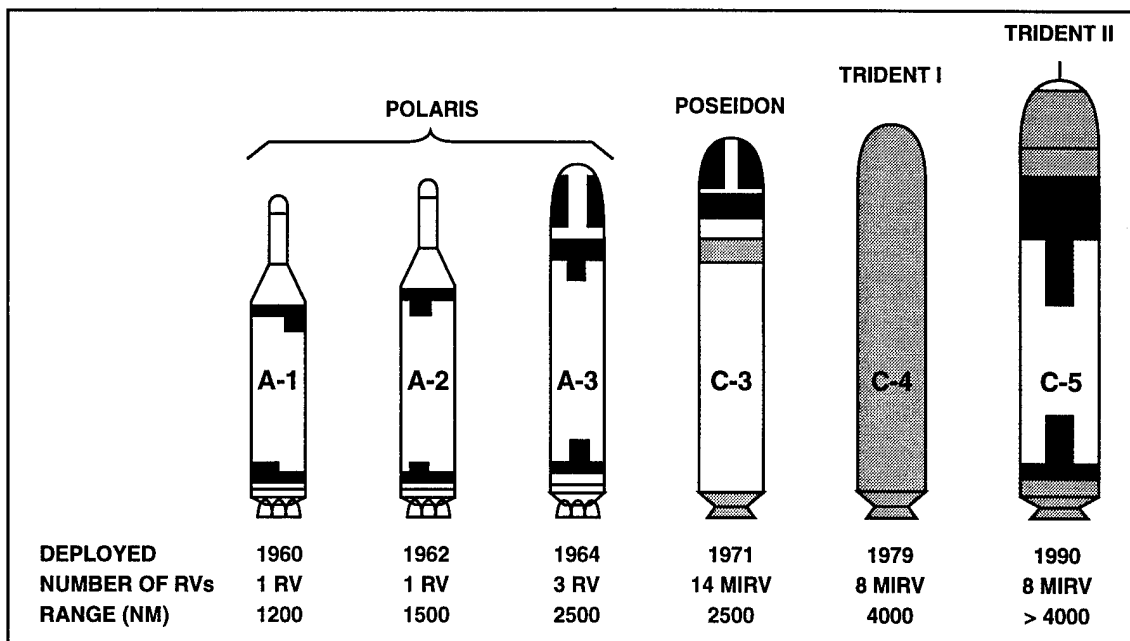 TRIDENT II
TRIDENT I
POLARIS
POSEIDON
A-1 A-2 A-3 C-3 C-4 C-5
DEPLOYED 1960 1962 1964 1971 1979 1990
NUMBER OF RVs 1 RV 1 RV 3 RV 14 MIRV 8 MIRV 8 MIRV
RANGE (NM) 1200 1500 2500 2500 4000 > 4000